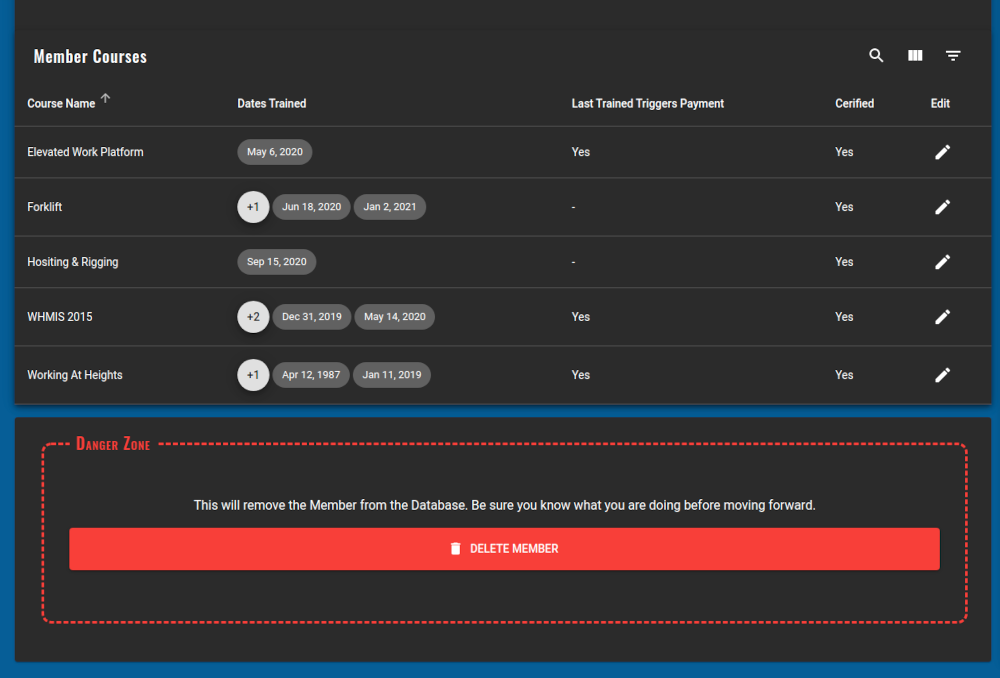 Member Courses
Course Name Dates Trained Last Trained Triggers Payment Cerified Edit
Elevated Work Platform May 6, 2020 Yes Yes
Forklift +1 Jun 18, 2020 Jan 2, 2021 - Yes
Hositing & Rigging Sep 15, 2020 - Yes
WHMIS 2015 +2 Dec 31, 2019 May 14, 2020 Yes Yes
Working At Heights +1 Apr 12, 1987 Jan 11, 2019 Yes Yes
Danger Zone
This will remove the Member from the Database. Be sure you know what you are doing before moving forward.
DELETE MEMBER